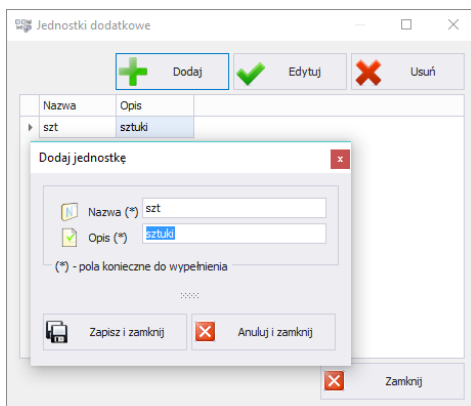 Jednostki dodatkowe
Dodaj Edytuj Usuń
Nazwa Opis
szt sztuki
Dodaj jednostkę
x
Nazwa (*) szt
Opis (*) sztuki
(*) - pola konieczne do wypełnienia
Zapisz i zamknij Anuluj i zamknij
Zamknij